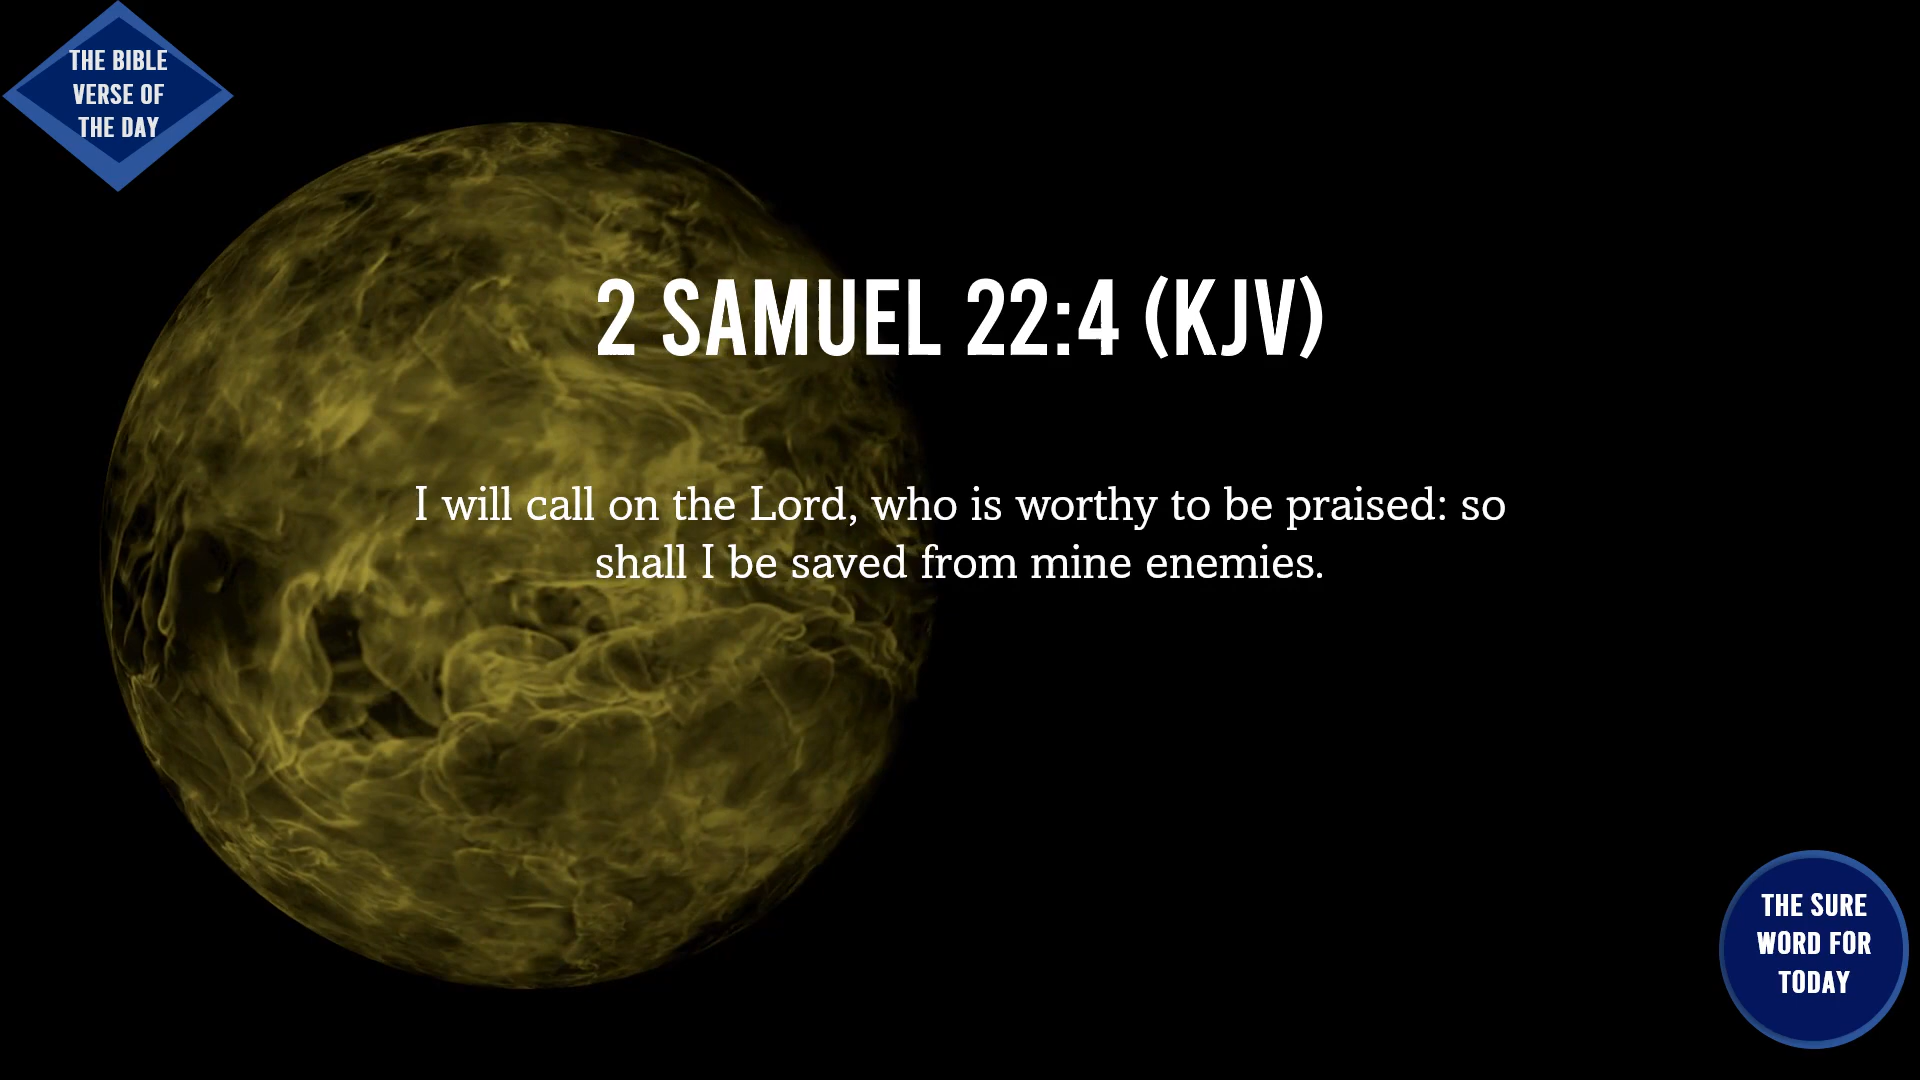 THE BIBLE
VERSE OF
THE DAY
2 SAMUEL 22:4 (KJV)
I will call on the Lord, who is worthy to be praised: so
shall I be saved from mine enemies.
THE SURE
WORD FOR
TODAY